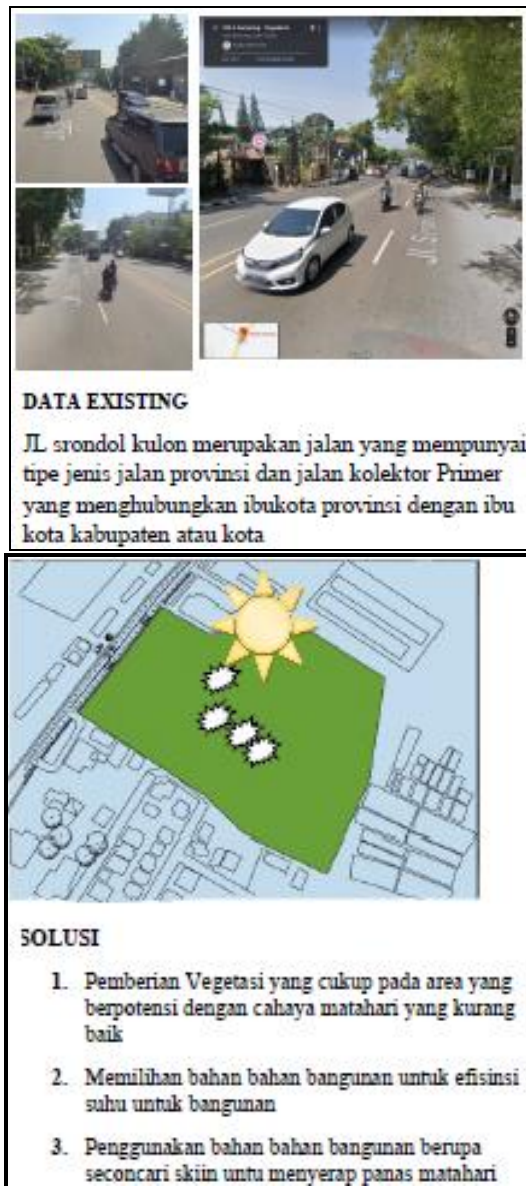 DATA EXISTING
JL srondol kulon merupakan jalan yang mempunyai
tipe jenis jalan provinsi dan jalan kolektor Primer
yang menghubungkan ibukota provinsi dengan ibu
kota kabupaten atau kota
SOLUSI
1. Pemberian Vegetasi yang cukup pada area yang
berpotensi dengan cahaya matahari yang kurang
baik
2. Memilihan bahan bahan bangunan untuk efisinsi
suhu untuk bangunan
3. Penggunakan bahan bahan bangunan berupa
seconcari skiin untu menyerap panas matahari